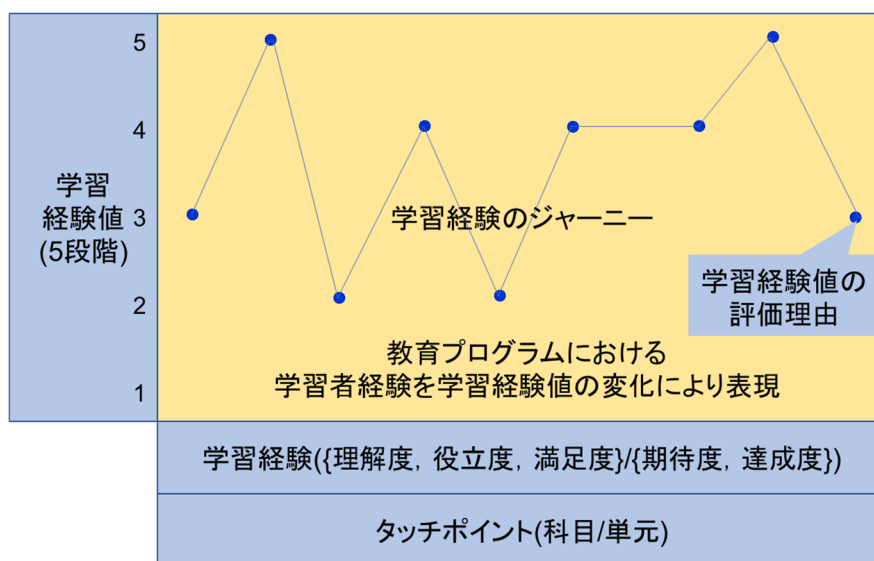 5
4
3
2
1
学習
経験値
(5段階)
学習経験のジャーニー
学習経験値の
評価理由
教育プログラムにおける
学習者経験を学習経験値の変化により表現
学習経験({理解度，役立度，満足度}/{期待度，達成度})
タッチポイント(科目/単元)